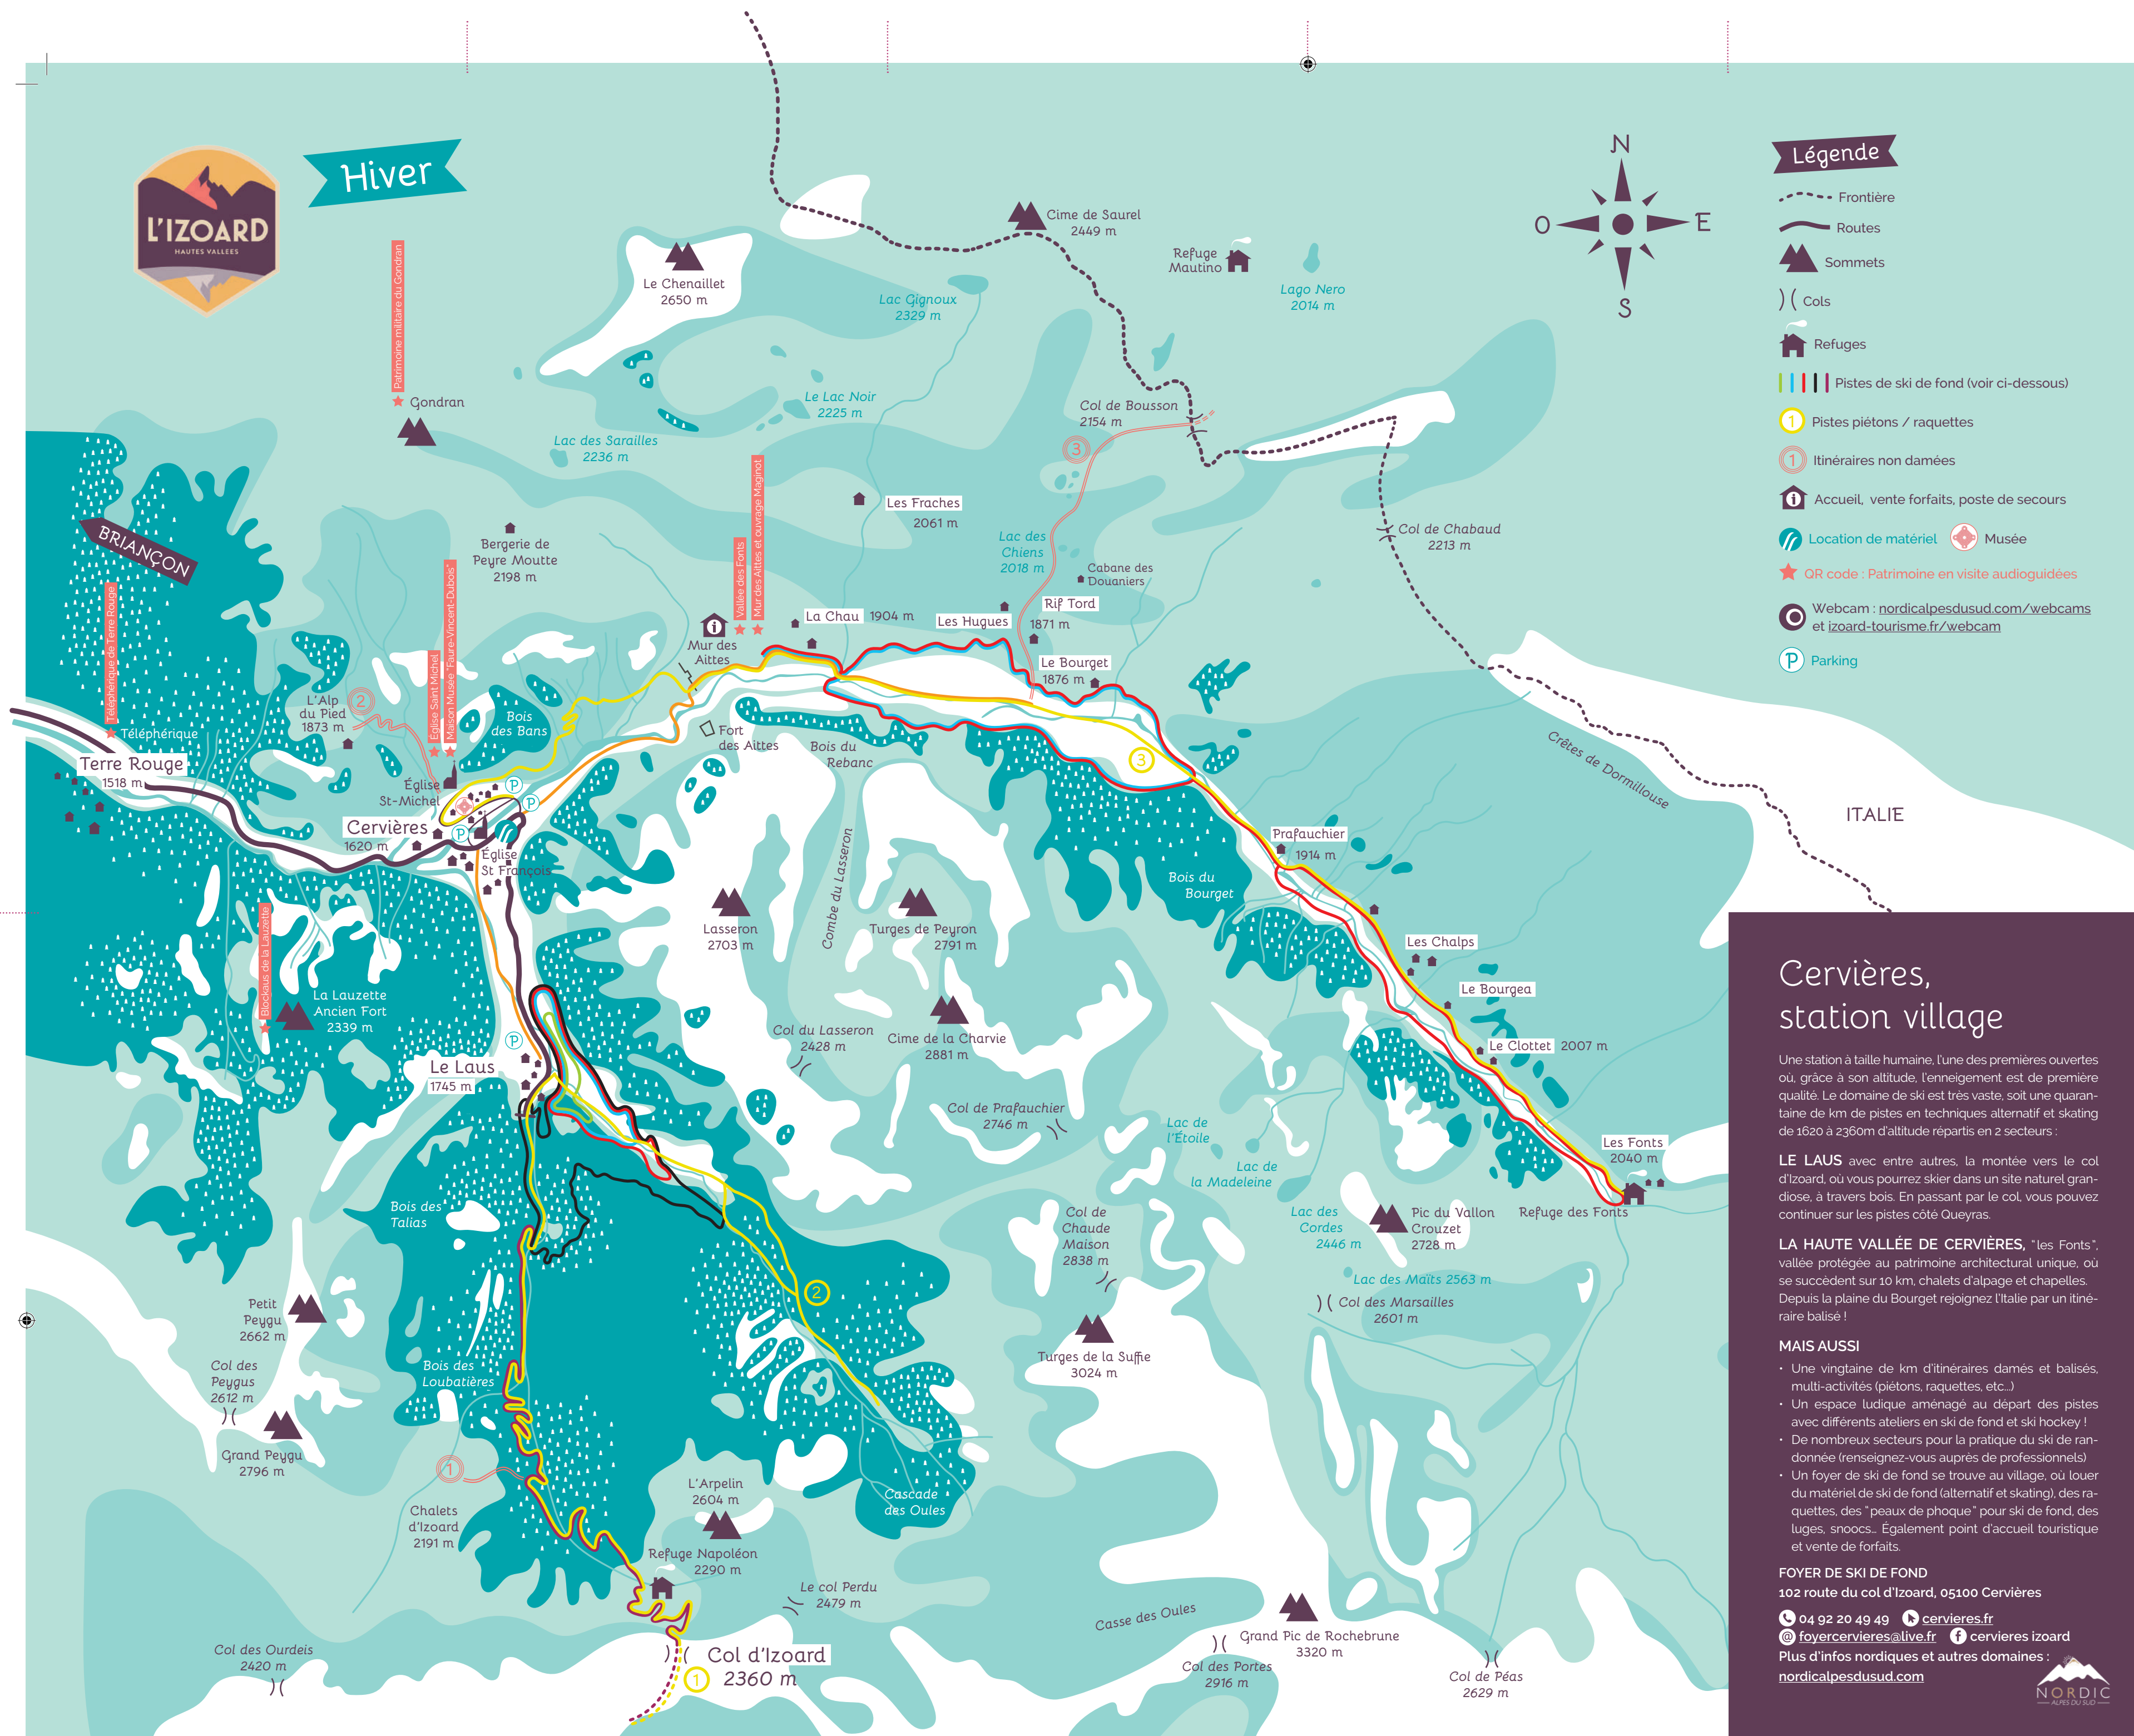 L'IZOARD
HAUTES VALLEES
Hiver
N
O
E
S
Légende
Frontière
Routes
Sommets
Cols
Refuges
Pistes de ski de fond (voir ci-dessous)
1 Pistes piétons / raquettes
1 Itinéraires non damées
Accueil, vente forfaits, poste de secours
Location de matériel
Musée
QR code : Patrimoine en visite audioguidées
Webcam : nordicalpesdusud.com/webcams
et izoard-tourisme.fr/webcam
P Parking
Cime de Saurel
2449 m
Refuge
Mautino
Lago Nero
2014 m
Le Chenaillet
2650 m
Lac Gignoux
2329 m
Patrimoine militaire du Gondran
Gondran
Le Lac Noir
2225 m
Lac des Sarailles
2236 m
Col de Bousson
2154 m
3
Les Fraches
2061 m
Col de Chabaud
2213 m
BRIANÇON
Bergerie de
Peyre Moutte
2198 m
Lac des
Chiens
2018 m
Cabane des
Douaniers
Vallée des Fonts
Mur des Aittes et ouvrage Maginot
Téléphérique de Terre Rouge
Téléphérique
Eglise Saint Michel
Maison Musée "Faure-Vincent-Dubois"
La Chau 1904 m
Les Hugues
Rif Tord
1871 m
Mur des
Aittes
Le Bourget
1876 m
L'Alp
du Pied
1873 m
2
Bois
des Bans
Fort
des Aittes
Bois du
Rebanc
3
Crêtes de Dormillouse
ITALIE
Terre Rouge
1518 m
Église
St-Michel
P
P
P
Cervières
1620 m
Église
St François
Prafauchier
1914 m
Bois du
Bourget
Combe du Lasseron
Lasseron
2703 m
Turges de Peyron
2791 m
Les Chalps
Le Bourgea
Le Clottet 2007 m
Blockaus de la Lauzette
La Lauzette
Ancien Fort
2339 m
P
Le Laus
1745 m
Col du Lasseron
2428 m
Cime de la Charvie
2881 m
Col de Prafauchier
2746 m
Lac de
l'Étoile
Lac de
la Madeleine
Les Fonts
2040 m
Refuge des Fonts
Bois des
Talias
Col de
Chaude
Maison
2838 m
Lac des
Cordes
2446 m
Pic du Vallon
Crouzet
2728 m
Lac des Maïts 2563 m
Col des Marsailles
2601 m
2
Petit
Peygu
2662 m
Col des
Peygus
2612 m
Bois des
Loubatières
Turges de la Suffie
3024 m
Grand Peygu
2796 m
1
Chalets
d'Izoard
2191 m
L'Arpelin
2604 m
Cascade
des Oules
Refuge Napoléon
2290 m
Le col Perdu
2479 m
Casse des Oules
Grand Pic de Rochebrune
3320 m
Col des Ourdeis
2420 m
Col d'Izoard
2360 m
1
Col des Portes
2916 m
Col de Péas
2629 m
Cervières,
station village
Une station à taille humaine, l'une des premières ouvertes
où, grâce à son altitude, l'enneigement est de première
qualité. Le domaine de ski est très vaste, soit une quaran-
taine de km de pistes en techniques alternatif et skating
de 1620 à 2360m d'altitude répartis en 2 secteurs :
LE LAUS avec entre autres, la montée vers le col
d'Izoard, où vous pourrez skier dans un site naturel gran-
diose, à travers bois. En passant par le col, vous pouvez
continuer sur les pistes côté Queyras.
LA HAUTE VALLÉE DE CERVIÈRES, "les Fonts",
vallée protégée au patrimoine architectural unique, où
se succèdent sur 10 km, chalets d'alpage et chapelles.
Depuis la plaine du Bourget rejoignez l'Italie par un itiné-
raire balisé !
MAIS AUSSI
• Une vingtaine de km d'itinéraires damés et balisés,
multi-activités (piétons, raquettes, etc...)
• Un espace ludique aménagé au départ des pistes
avec différents ateliers en ski de fond et ski hockey !
• De nombreux secteurs pour la pratique du ski de ran-
donnée (renseignez-vous auprès de professionnels)
• Un foyer de ski de fond se trouve au village, où louer
du matériel de ski de fond (alternatif et skating), des ra-
quettes, des "peaux de phoque" pour ski de fond, des
luges, snoocs... Également point d'accueil touristique
et vente de forfaits.
FOYER DE SKI DE FOND
102 route du col d'Izoard, 05100 Cervières
04 92 20 49 49 cervieres.fr
@ foyercervieres@live.fr f cervieres izoard
Plus d'infos nordiques et autres domaines :
nordicalpesdusud.com
NORDIC
ALPES DU SUD